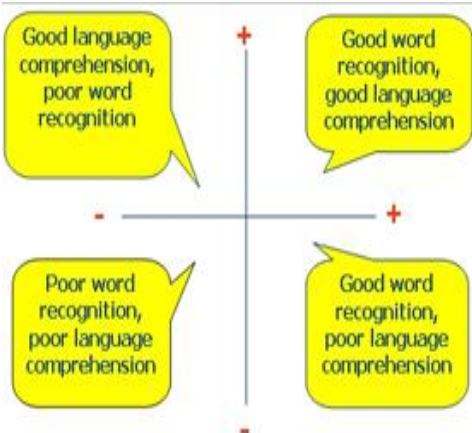 Good language
comprehension,
poor word
recognition
+
Good word
recognition,
good language
comprehension
-
+
Poor word
recognition,
poor language
comprehension
Good word
recognition,
poor language
comprehension
-